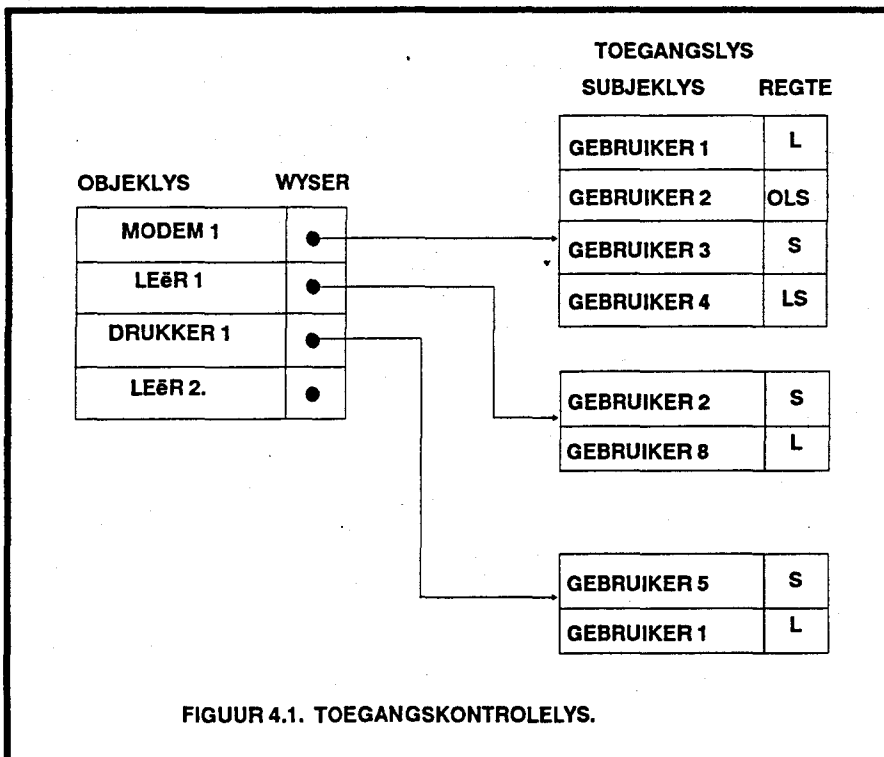 TOEGANGSLYS
SUBJEKLYS REGTE
GEBRUIKER 1 L
GEBRUIKER 2 OLS
GEBRUIKER 3 S
GEBRUIKER 4 LS
OBJEKLYS WYSER
MODEM 1
LEëR 1
DRUKKER 1
LEëR 2.
GEBRUIKER 2 S
GEBRUIKER 8 L
GEBRUIKER 5 S
GEBRUIKER 1 L
FIGUUR 4.1. TOEGANGSKONTROLELYS.